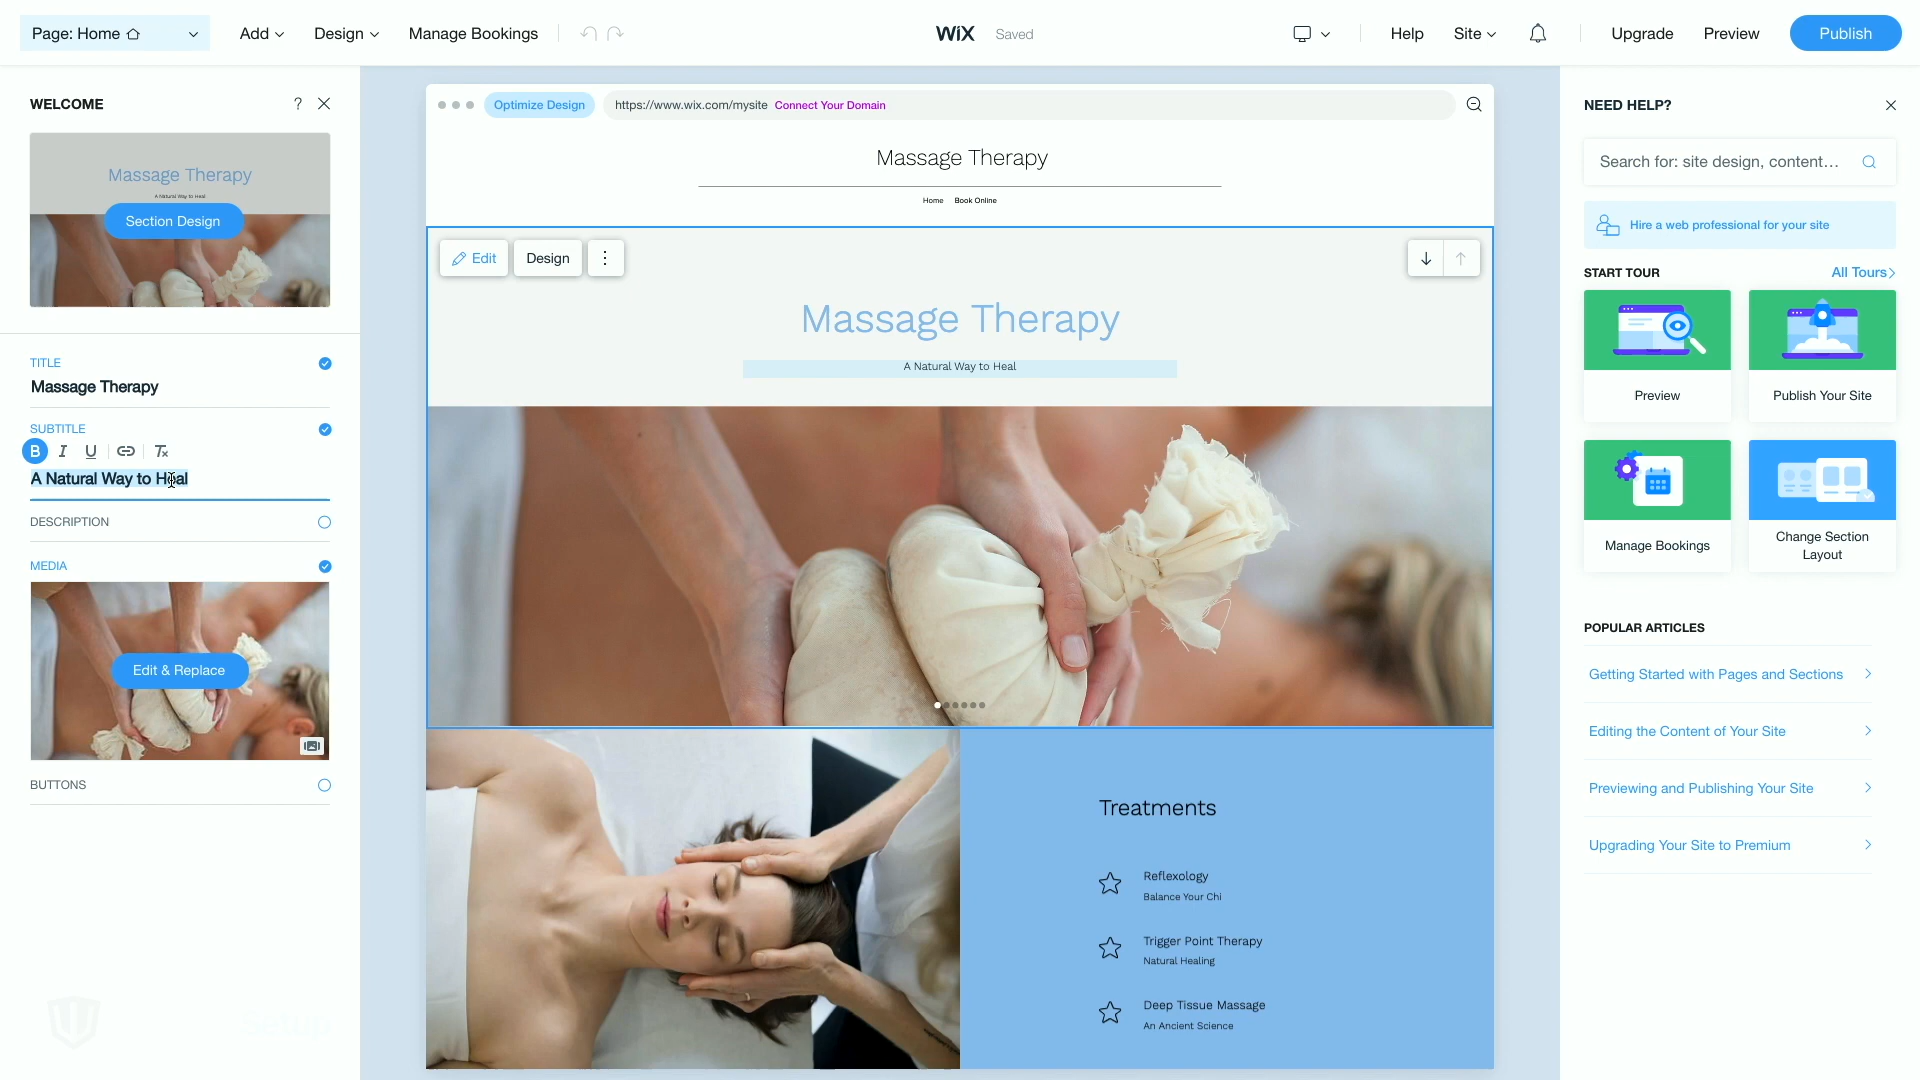 Page: Home
Add
Design
Manage Bookings
WiX
Saved
Help
Site
Upgrade
Preview
Publish
WELCOME
?
Massage Therapy
A Natural Way to Heal
Section Design
TITLE
Massage Therapy
SUBTITLE
B I U Tx
A Natural Way to Heal
DESCRIPTION
MEDIA
Edit & Replace
BUTTONS
Setup
Optimize Design
https://www.wix.com/mysite Connect Your Domain
Massage Therapy
Home Book Online
Edit
Design
Massage Therapy
A Natural Way to Heal
Treatments
Reflexology
Balance Your Chi
Trigger Point Therapy
Natural Healing
Deep Tissue Massage
An Ancient Science
NEED HELP?
Search for: site design, content...
Hire a web professional for your site
START TOUR
All Tours
Preview
Publish Your Site
Manage Bookings
Change Section
Layout
POPULAR ARTICLES
Getting Started with Pages and Sections
Editing the Content of Your Site
Previewing and Publishing Your Site
Upgrading Your Site to Premium